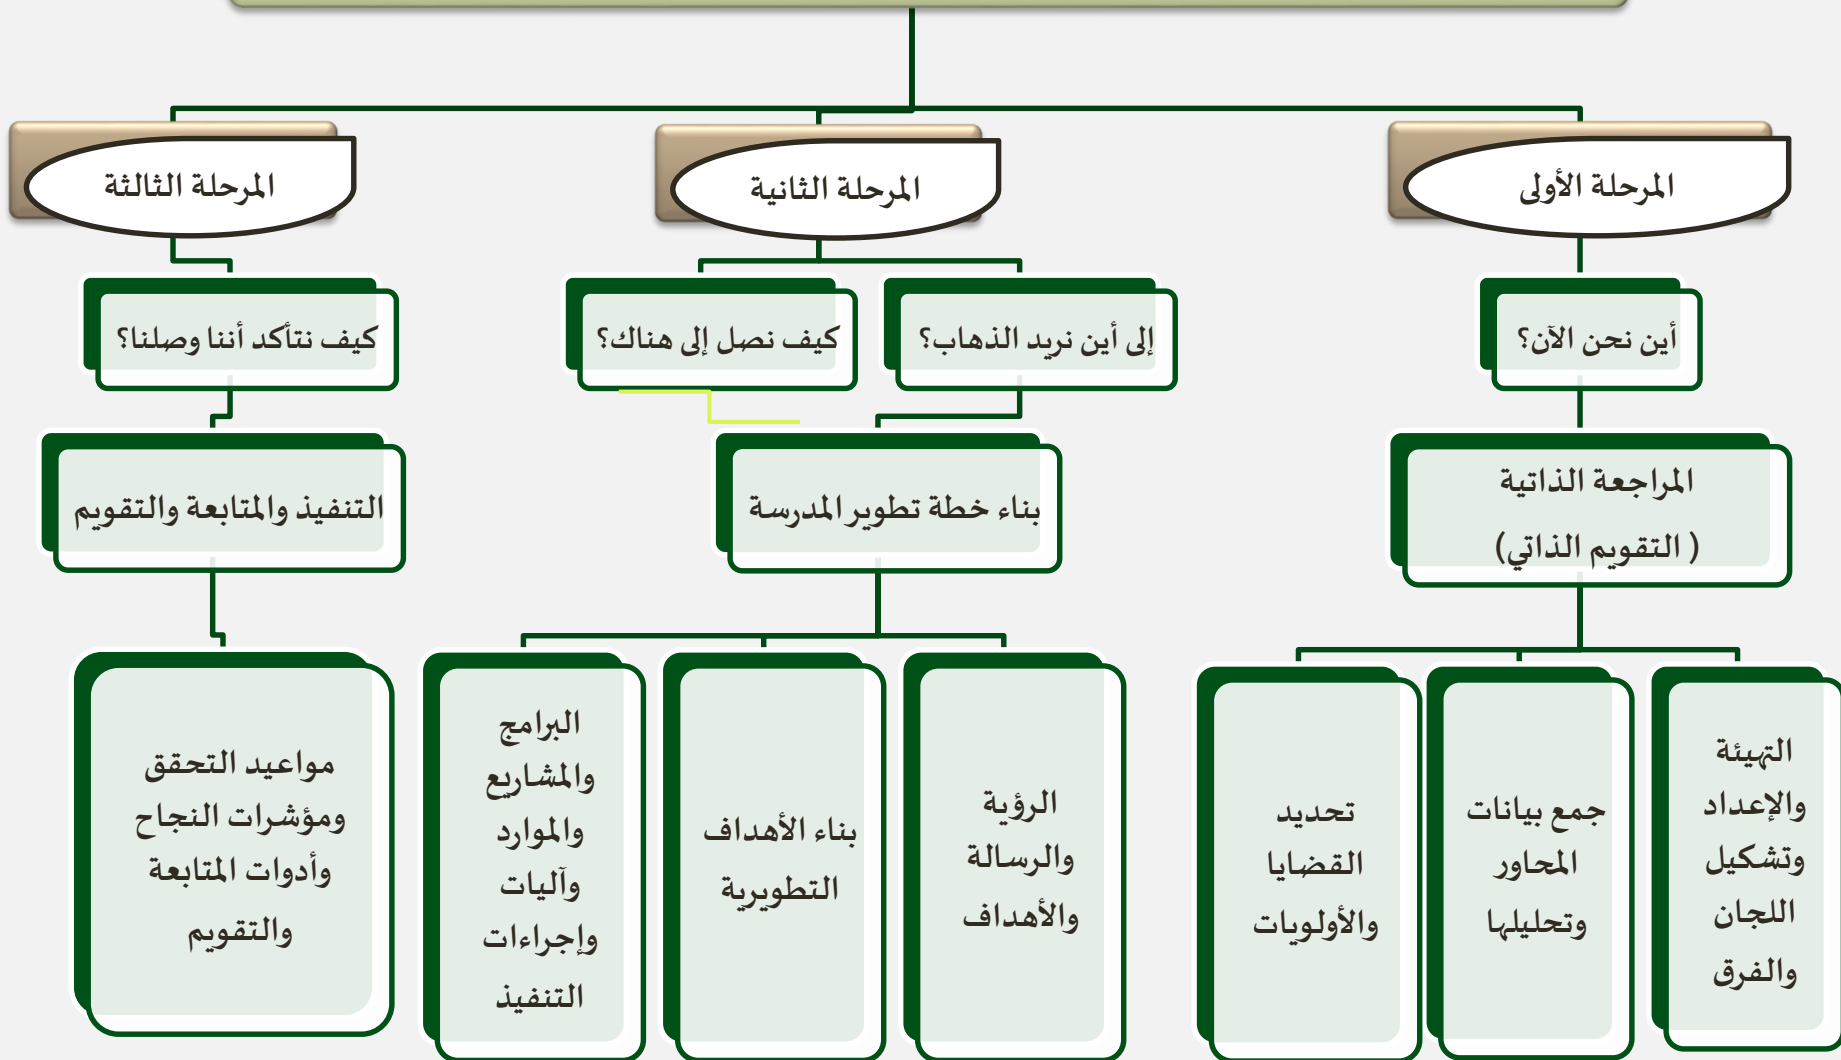 المرحلة الأولى
المرحلة الثانية
المرحلة الثالثة
أين نحن الآن؟
إلى أين نريد الذهاب؟
كيف نصل إلى هناك؟
كيف نتأكد أننا وصلنا؟
المراجعة الذاتية
( التقويم الذاتي)
بناء خطة تطوير المدرسة
التنفيذ والمتابعة والتقويم
التهيئة
والإعداد
وتشكيل
اللجان
والفرق
جمع بيانات
المحاور
وتحليلها
تحديد
القضايا
والأولويات
الرؤية
والرسالة
والأهداف
بناء الأهداف
التطويرية
البرامج
والمشاريع
والموارد
وآليات
وإجراءات
التنفيذ
مواعيد التحقق
ومؤشرات النجاح
وأدوات المتابعة
والتقويم